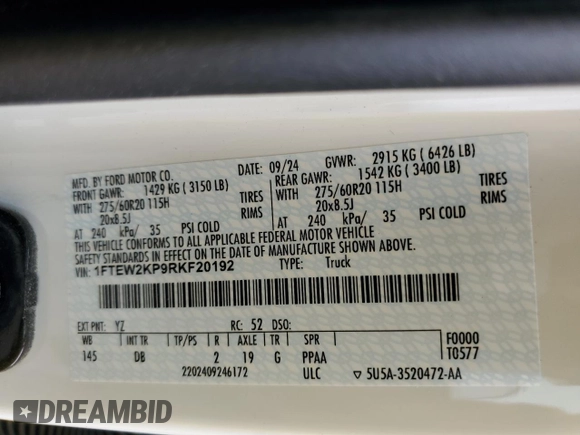 MFD. BY FORD MOTOR CO. DATE: 09/24 GVWR: 2915 KG ( 6426 LB)
FRONT GAWR: 1429 KG ( 3150 LB) REAR GAWR: 1542 KG ( 3400 LB)
WITH 275/60R20 115H TIRES WITH 275/60R20 115H TIRES
20x8.5J RIMS 20x8.5J RIMS
AT 240 kPa/ 35 PSI COLD AT 240 kPa/ 35 PSI COLD
THIS VEHICLE CONFORMS TO ALL APPLICABLE FEDERAL MOTOR VEHICLE
SAFETY STANDARDS IN EFFECT ON THE DATE OF MANUFACTURE SHOWN ABOVE.
VIN: 1FTEW2KP9RKF20192 TYPE: Truck
EXT PNT: YZ RC: 52 DSO:
WB INT TR TP/PS R AXLE TR SPR F0000
145 DB 2 19 G PPAA T0577
2202409246172 ULC ▽ 5U5A-3520472-AA
DREAMBID